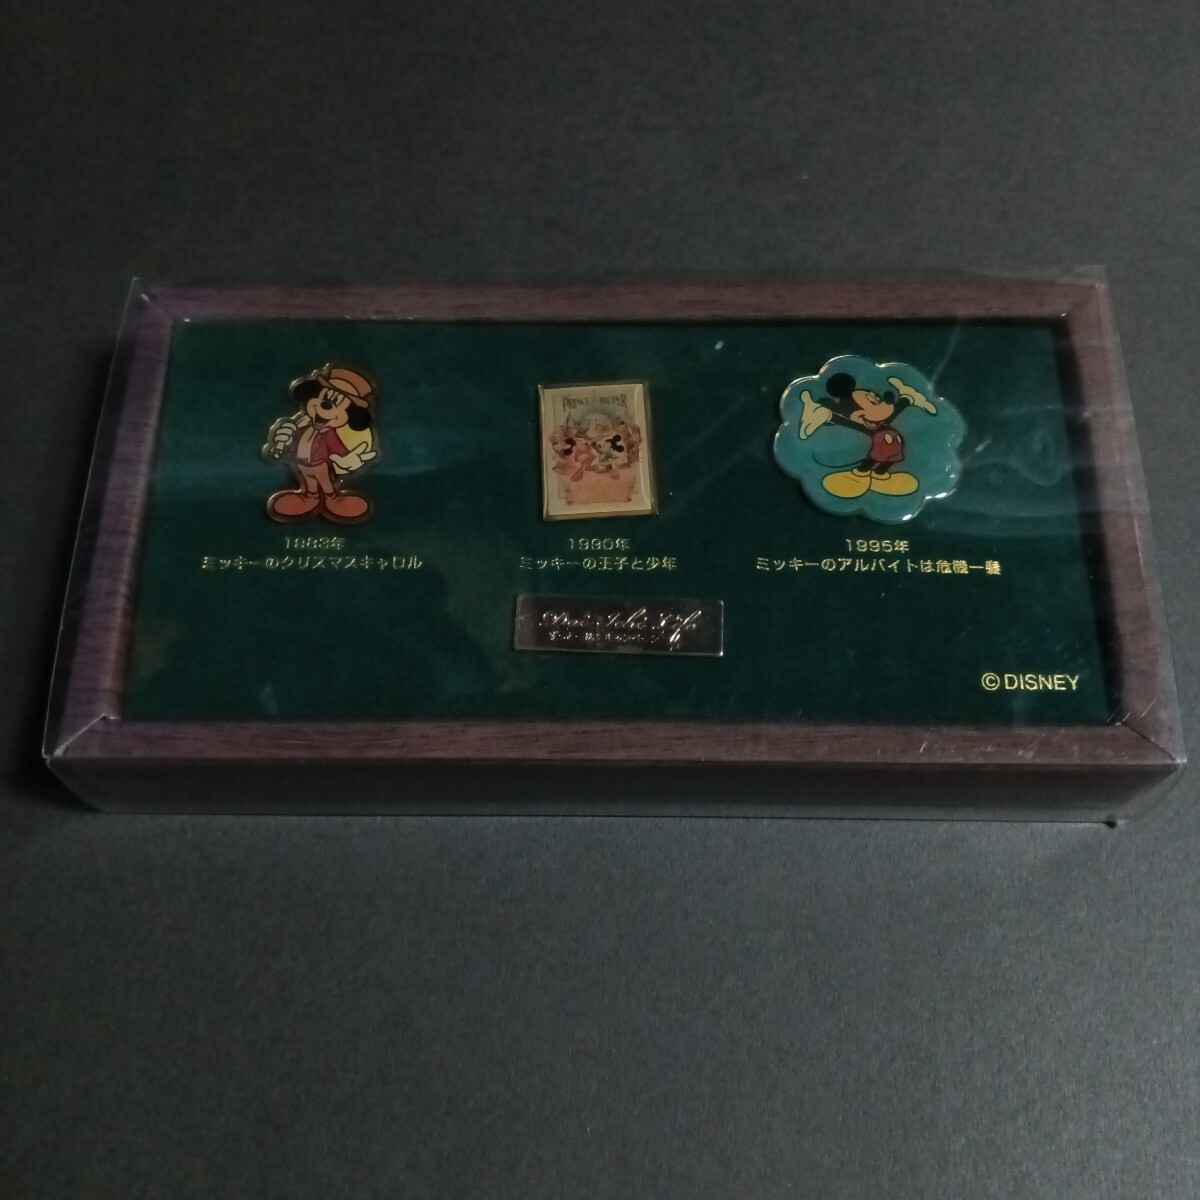 PRINCE PAUPER
1983年
ミッキーのクリスマスキャロル
1990年
ミッキーの王子と少年
1995年
ミッキーのアルバイトは危機一髪
Dai-Ichi Life
©DISNEY